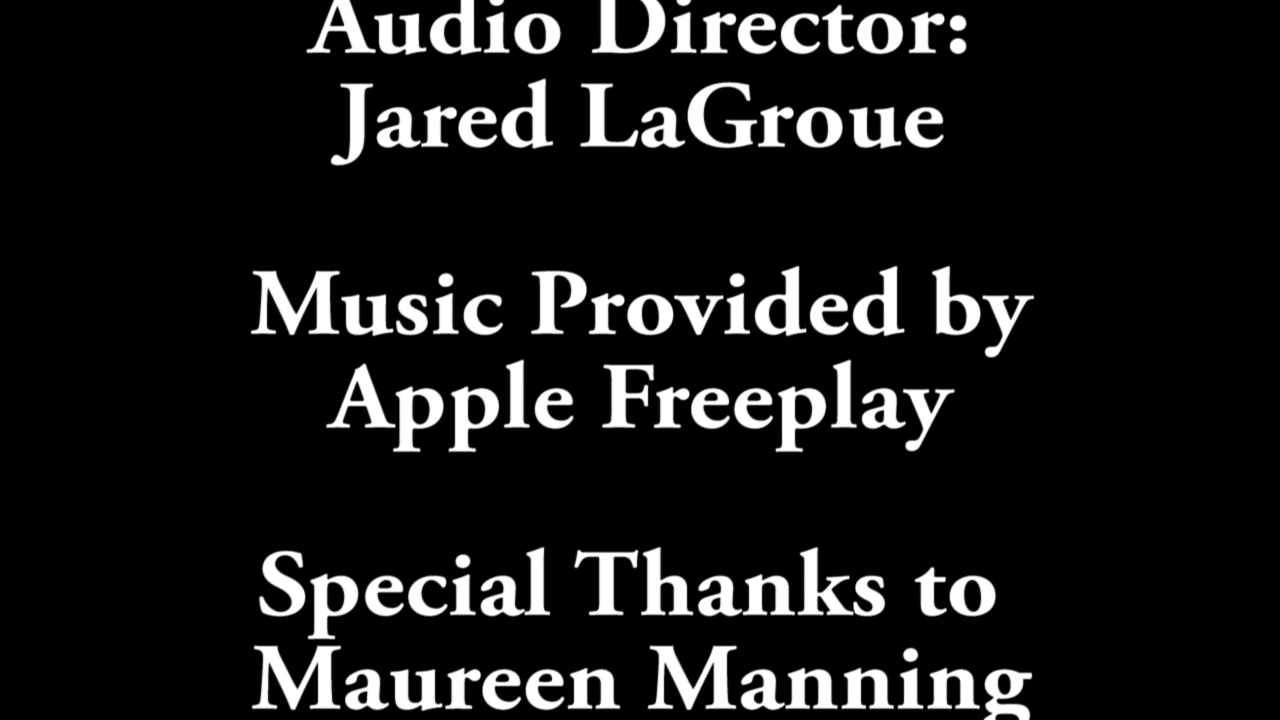 Audio Director:
Jared LaGroue
Music Provided by
Apple Freeplay
Special Thanks to
Maureen Manning